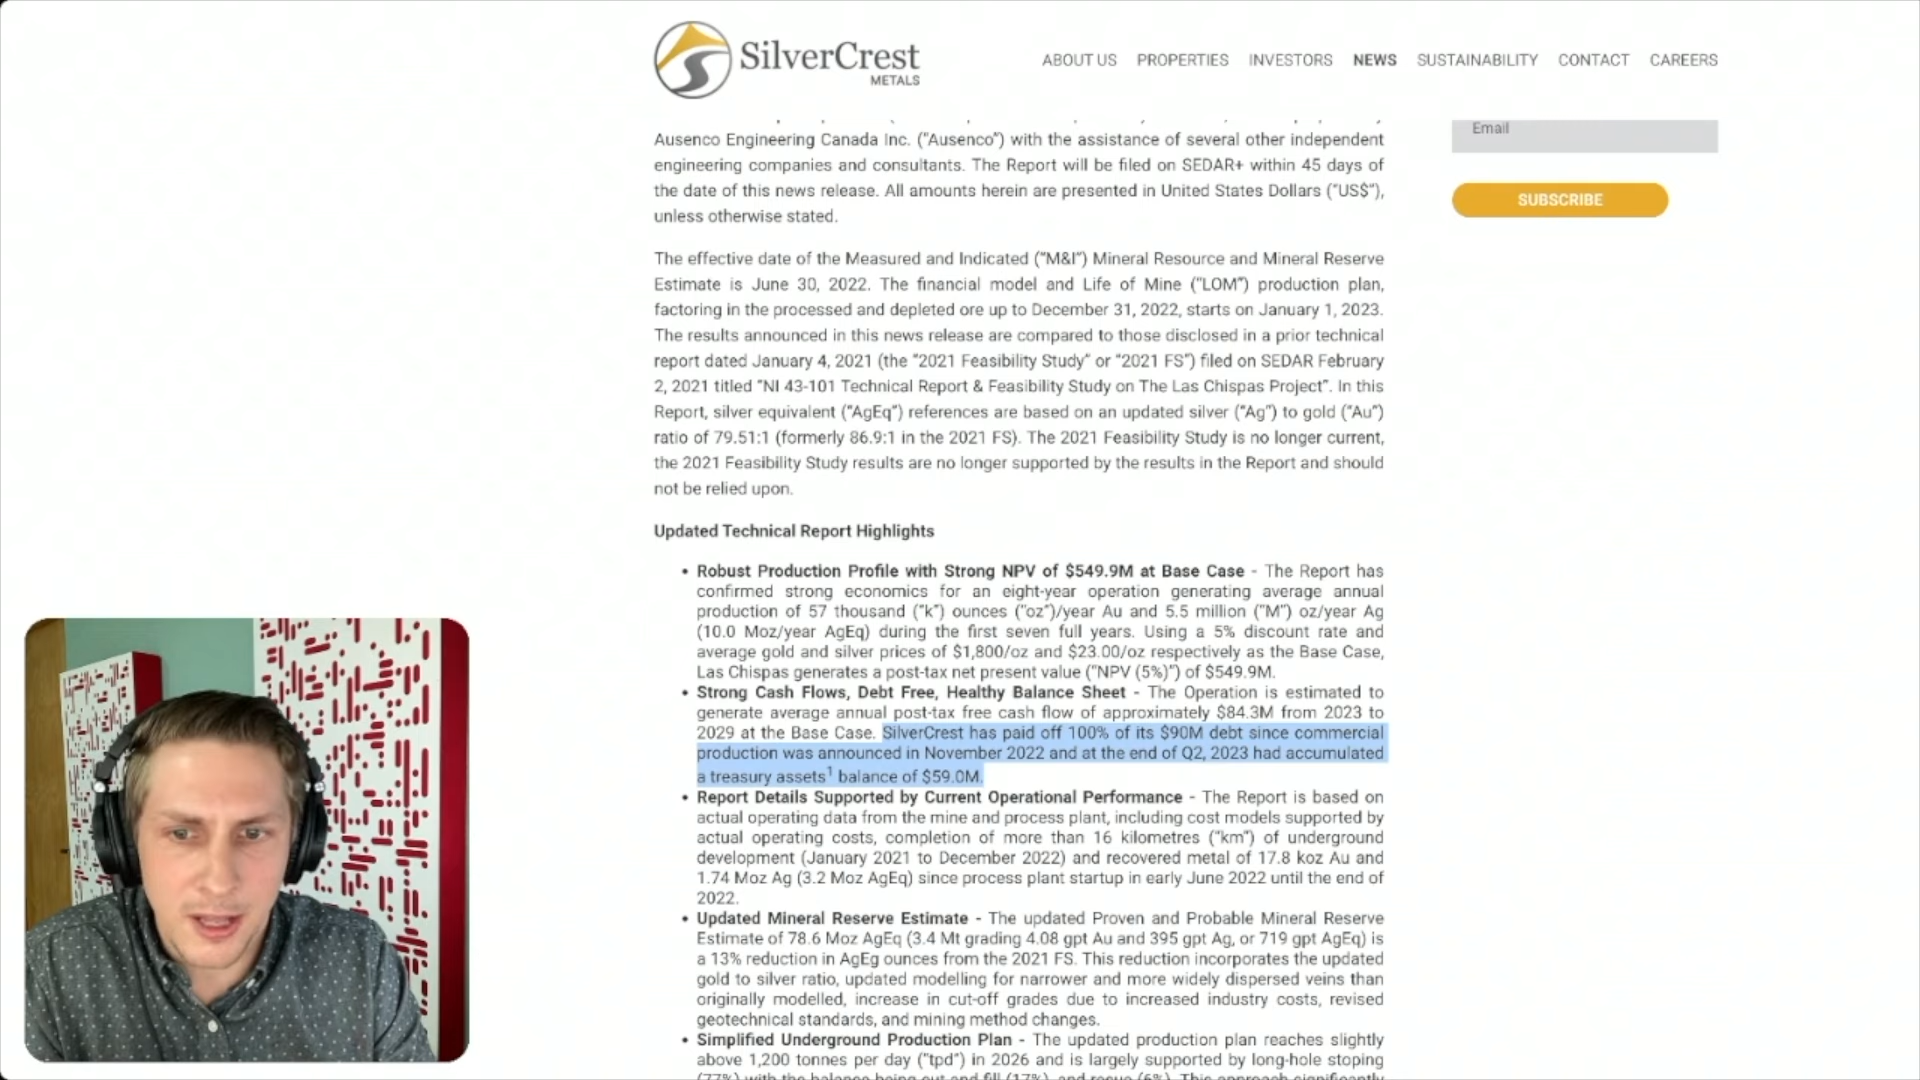 SilverCrest
METALS
ABOUT US PROPERTIES INVESTORS NEWS SUSTAINABILITY CONTACT CAREERS
Ausenco Engineering Canada Inc. (“Ausenco”) with the assistance of several other independent
engineering companies and consultants. The Report will be filed on SEDAR+ within 45 days of
the date of this news release. All amounts herein are presented in United States Dollars (“US$”),
unless otherwise stated.
Email
SUBSCRIBE
The effective date of the Measured and Indicated (“M&I”) Mineral Resource and Mineral Reserve
Estimate is June 30, 2022. The financial model and Life of Mine (“LOM”) production plan,
factoring in the processed and depleted ore up to December 31, 2022, starts on January 1, 2023.
The results announced in this news release are compared to those disclosed in a prior technical
report dated January 4, 2021 (the “2021 Feasibility Study” or “2021 FS”) filed on SEDAR February
2, 2021 titled “NI 43-101 Technical Report & Feasibility Study on The Las Chispas Project”. In this
Report, silver equivalent (“AgEq”) references are based on an updated silver (“Ag”) to gold (“Au”)
ratio of 79.51:1 (formerly 86.9:1 in the 2021 FS). The 2021 Feasibility Study is no longer current,
the 2021 Feasibility Study results are no longer supported by the results in the Report and should
not be relied upon.
Updated Technical Report Highlights
• Robust Production Profile with Strong NPV of $549.9M at Base Case - The Report has
confirmed strong economics for an eight-year operation generating average annual
production of 57 thousand (“k”) ounces (“oz”)/year Au and 5.5 million (“M”) oz/year Ag
(10.0 Moz/year AgEq) during the first seven full years. Using a 5% discount rate and
average gold and silver prices of $1,800/oz and $23.00/oz respectively as the Base Case,
Las Chispas generates a post-tax net present value (“NPV (5%)”) of $549.9M.
• Strong Cash Flows, Debt Free, Healthy Balance Sheet - The Operation is estimated to
generate average annual post-tax free cash flow of approximately $84.3M from 2023 to
2029 at the Base Case. SilverCrest has paid off 100% of its $90M debt since commercial
production was announced in November 2022 and at the end of Q2, 2023 had accumulated
a treasury assets1 balance of $59.0M.
• Report Details Supported by Current Operational Performance - The Report is based on
actual operating data from the mine and process plant, including cost models supported by
actual operating costs, completion of more than 16 kilometres (“km”) of underground
development (January 2021 to December 2022) and recovered metal of 17.8 koz Au and
1.74 Moz Ag (3.2 Moz AgEq) since process plant startup in early June 2022 until the end of
2022.
• Updated Mineral Reserve Estimate - The updated Proven and Probable Mineral Reserve
Estimate of 78.6 Moz AgEq (3.4 Mt grading 4.08 gpt Au and 395 gpt Ag, or 719 gpt AgEq) is
a 13% reduction in AgEg ounces from the 2021 FS. This reduction incorporates the updated
gold to silver ratio, updated modelling for narrower and more widely dispersed veins than
originally modelled, increase in cut-off grades due to increased industry costs, revised
geotechnical standards, and mining method changes.
• Simplified Underground Production Plan - The updated production plan reaches slightly
above 1,200 tonnes per day (“tpd”) in 2026 and is largely supported by long-hole stoping
(77%) with the balance being cut and fill (17%), and resue (6%). This approach significantly